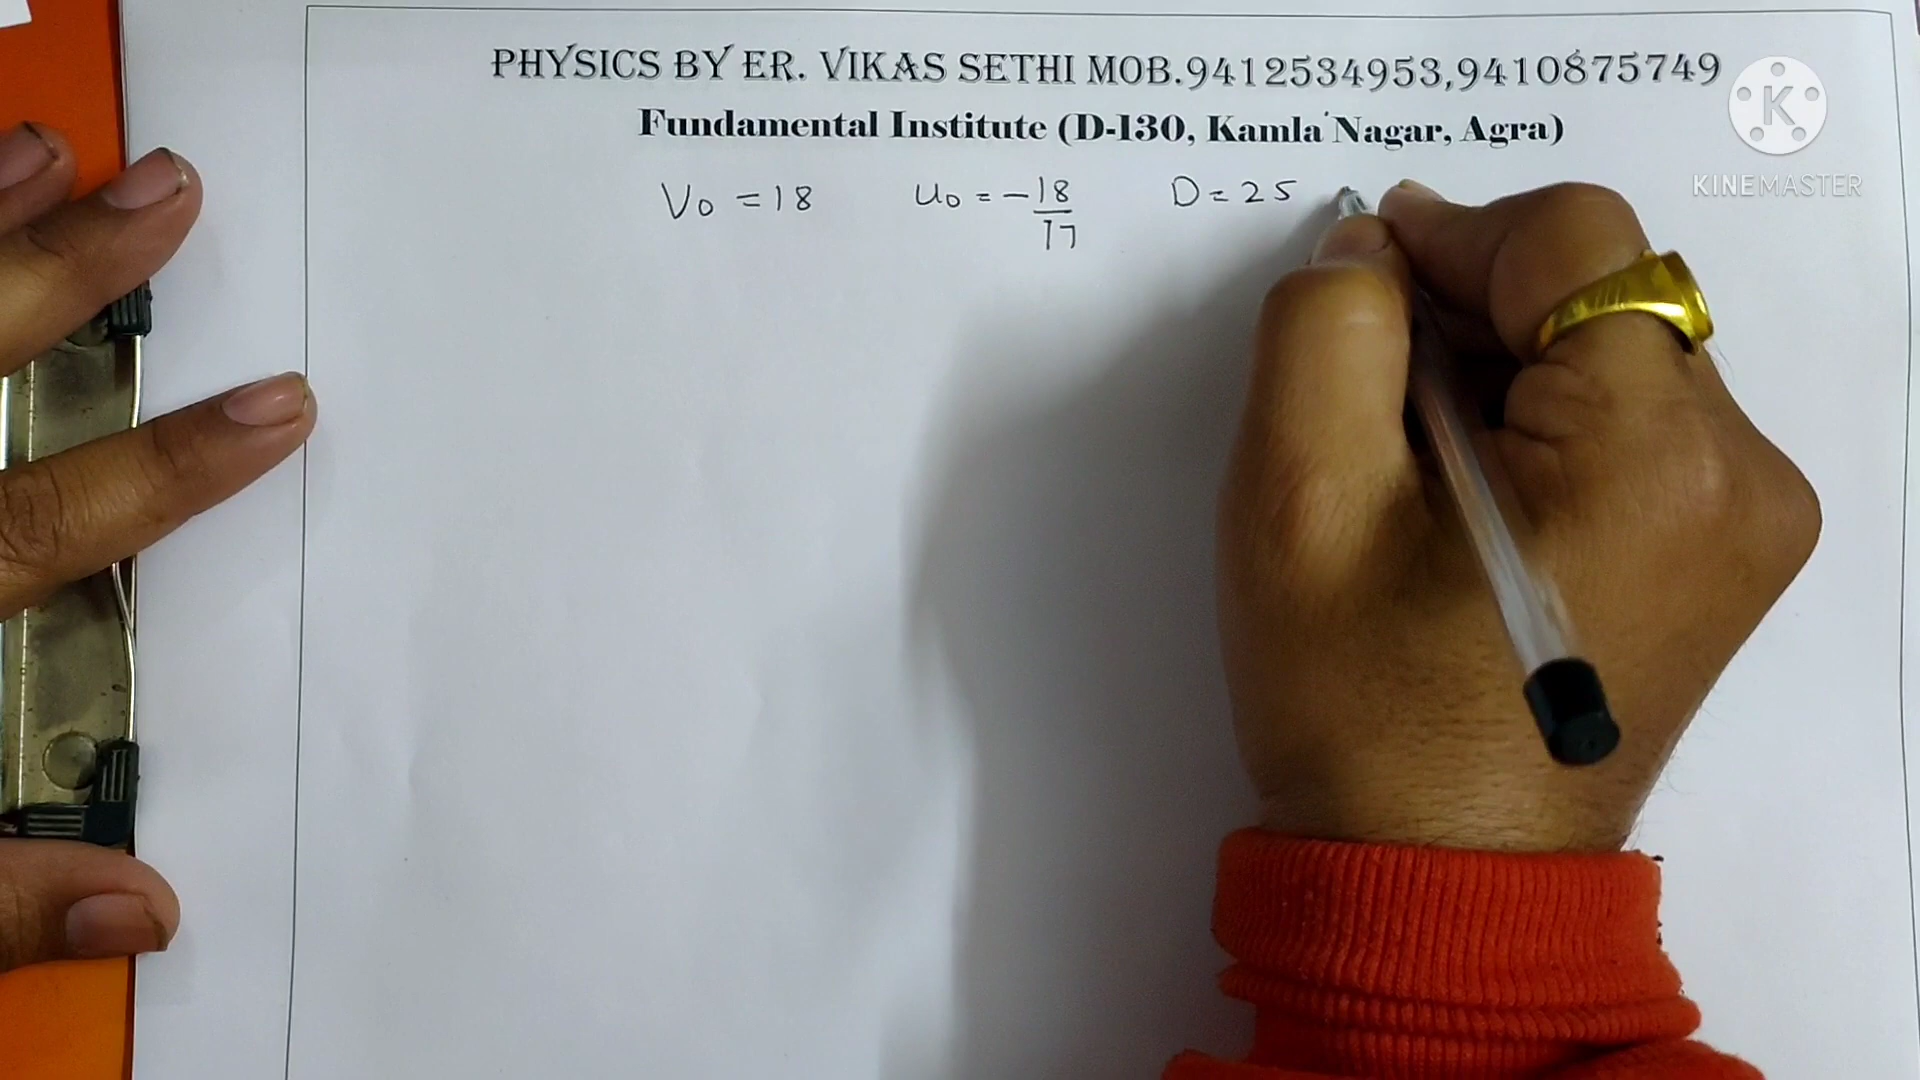 PHYSICS BY ER. VIKAS SETHI MOB.9412534953,9410875749
Fundamental Institute (D-130, Kamla Nagar, Agra)
K
KINEMASTER
V₀ = 18 u₀ = -18/17 D = 25